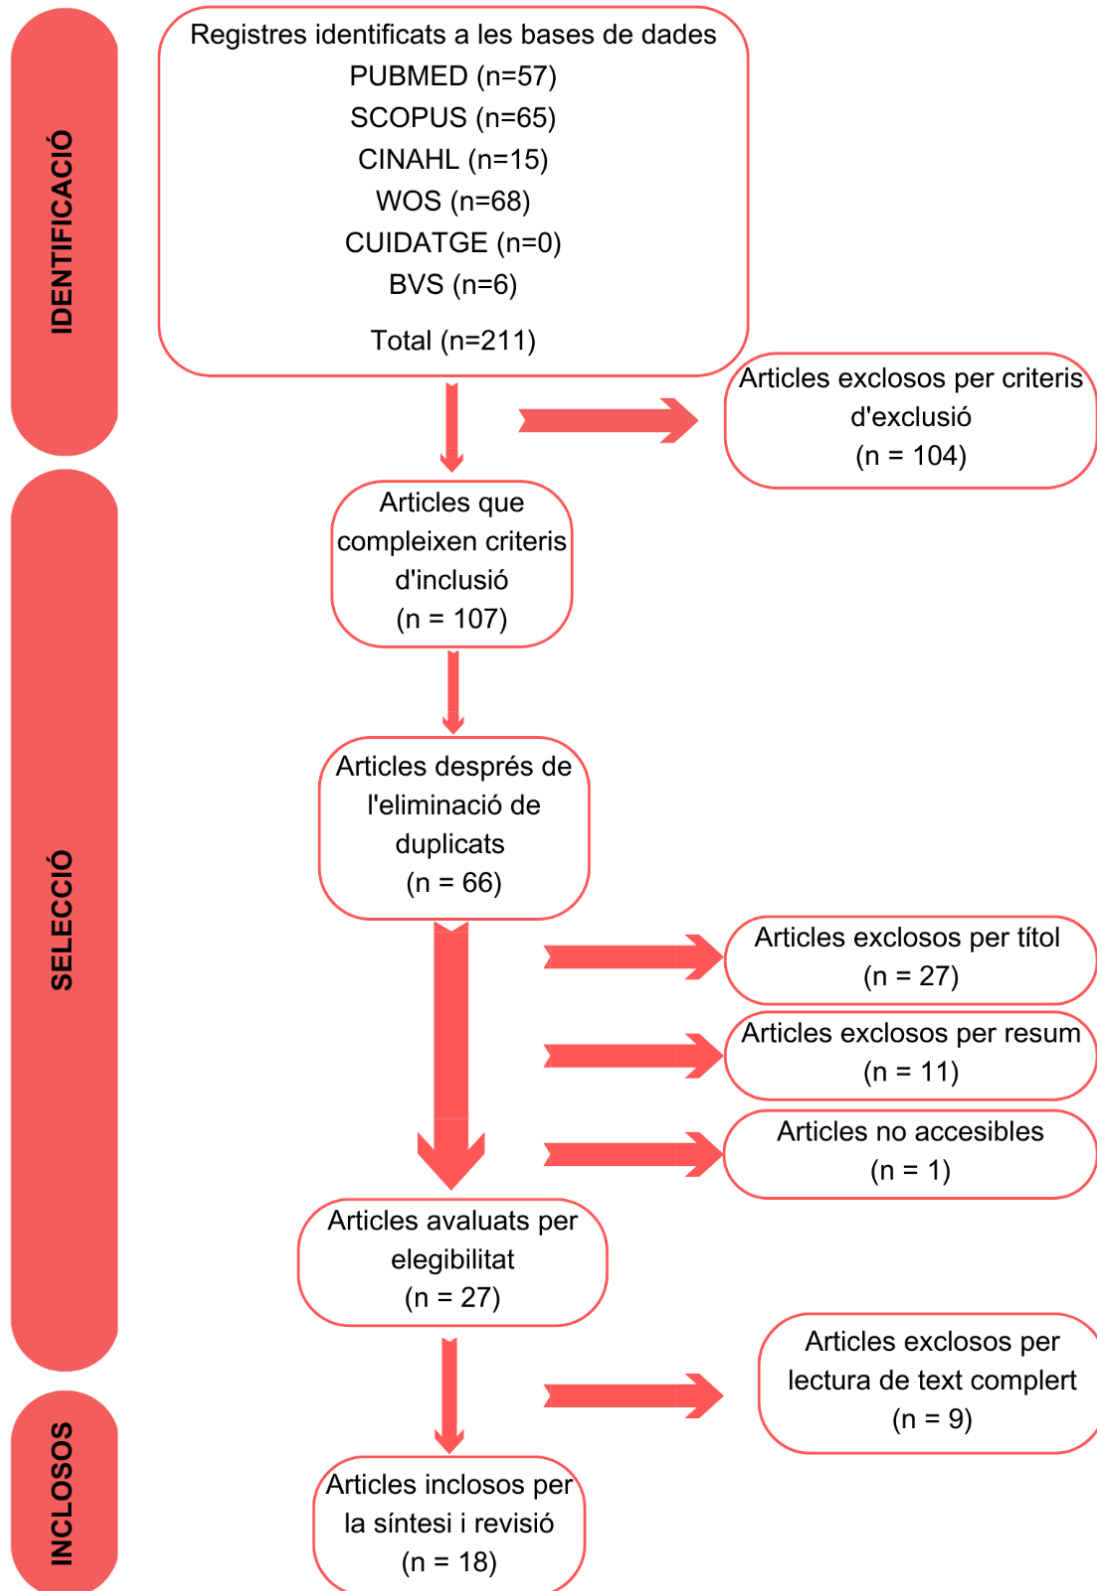 IDENTIFICACIÓ
Registres identificats a les bases de dades
PUBMED (n=57)
SCOPUS (n=65)
CINAHL (n=15)
WOS (n=68)
CUIDATGE (n=0)
BVS (n=6)
Total (n=211)
Articles exclosos per criteris
d'exclusió
(n = 104)
SELECCIÓ
Articles que
compleixen criteris
d'inclusió
(n = 107)
Articles després de
l'eliminació de
duplicats
(n = 66)
Articles exclosos per títol
(n = 27)
Articles exclosos per resum
(n = 11)
Articles no accesibles
(n = 1)
Articles avaluats per
elegibilitat
(n = 27)
Articles exclosos per
lectura de text complert
(n = 9)
INCLOSOS
Articles inclosos per
la síntesi i revisió
(n = 18)